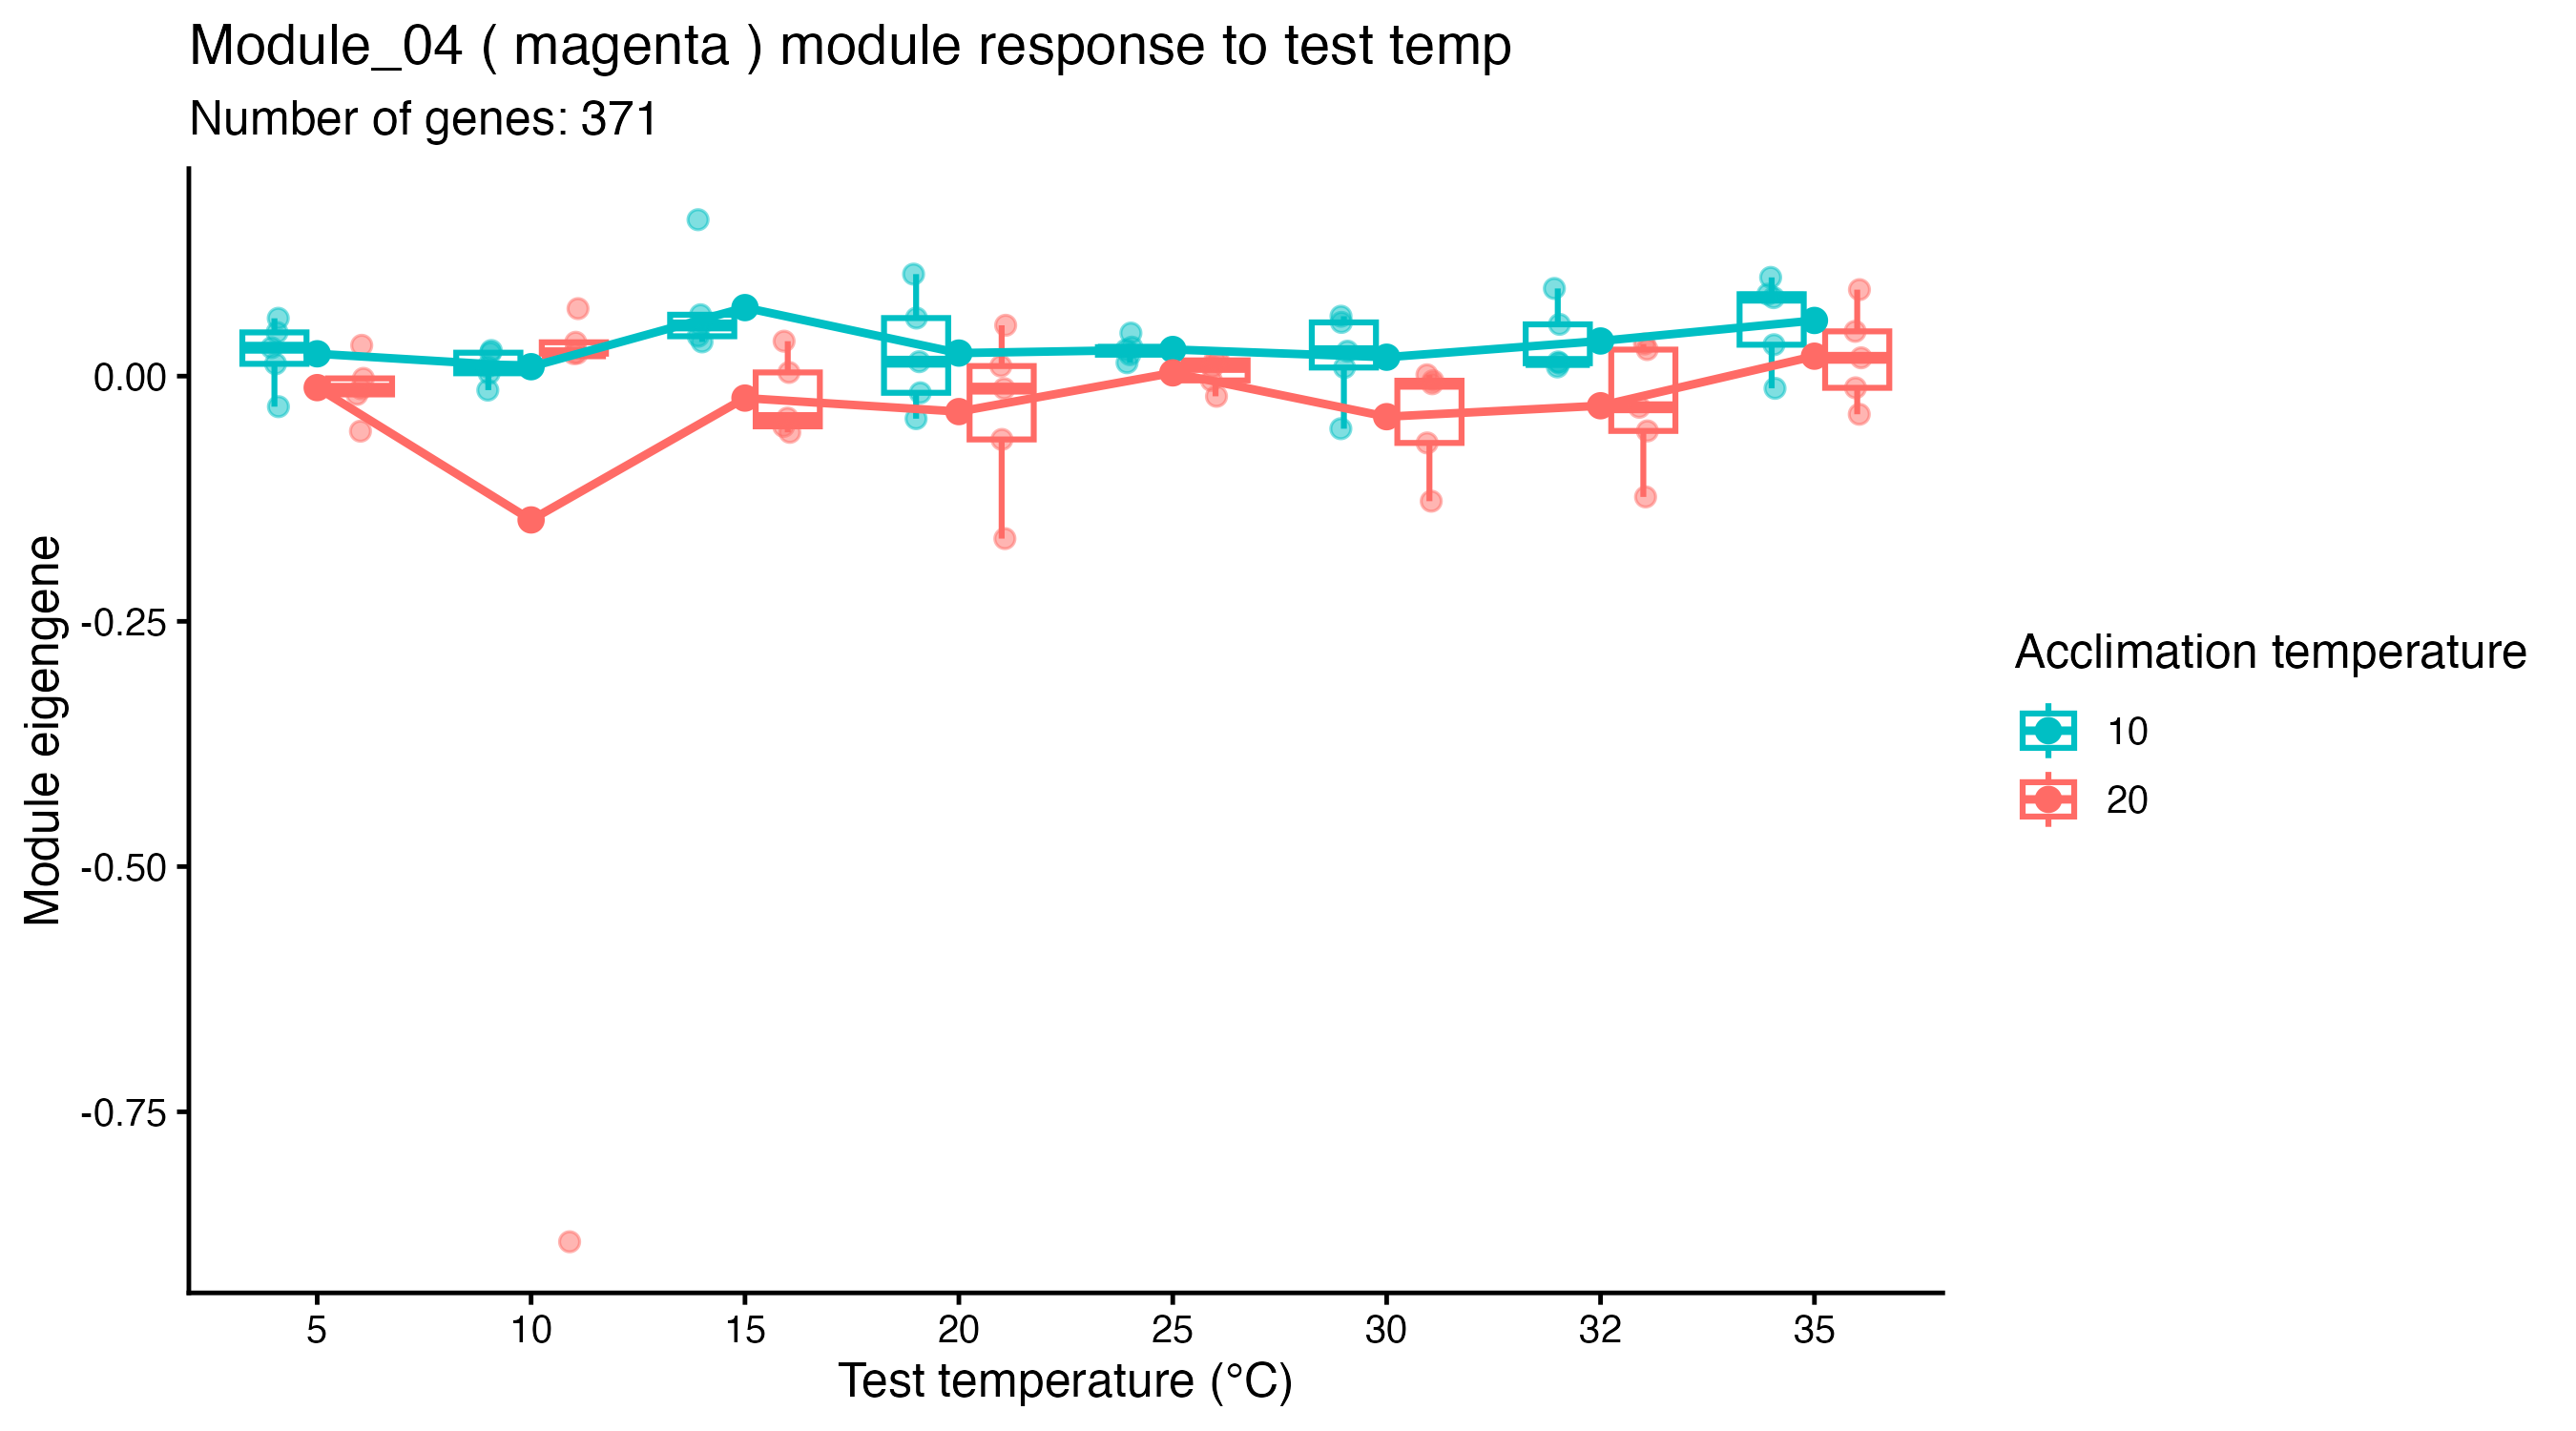 Module_04 ( magenta ) module response to test temp
Number of genes: 371
Module eigengene
0.00
-0.25
-0.50
-0.75
5 10 15 20 25 30 32 35
Test temperature (°C)
Acclimation temperature
10
20